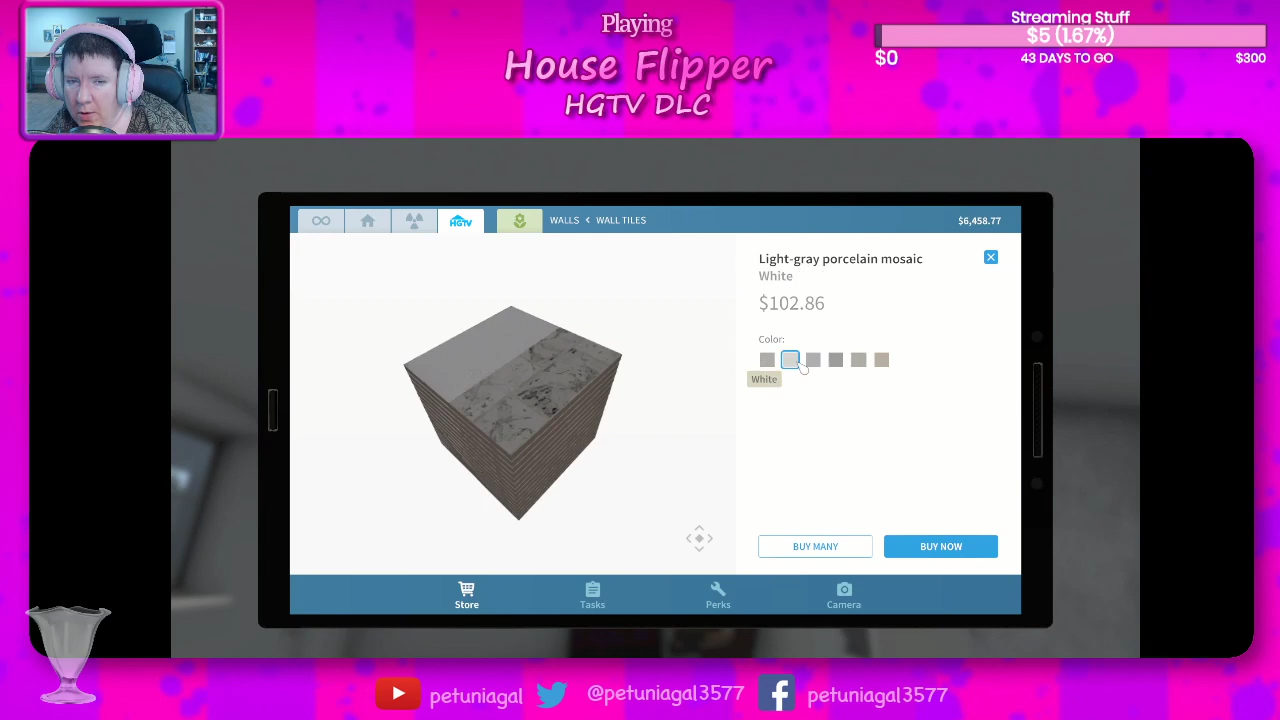 Playing
House Flipper
HGTV DLC
Streaming Stuff
$5 (1.67%)
$0
43 DAYS TO GO
$300
HGTV
WALLS < WALL TILES
$6,458.77
Light-gray porcelain mosaic
White
$102.86
Color:
White
BUY MANY
BUY NOW
Store
Tasks
Perks
Camera
petuniagal
@petuniagal3577
petuniagal3577